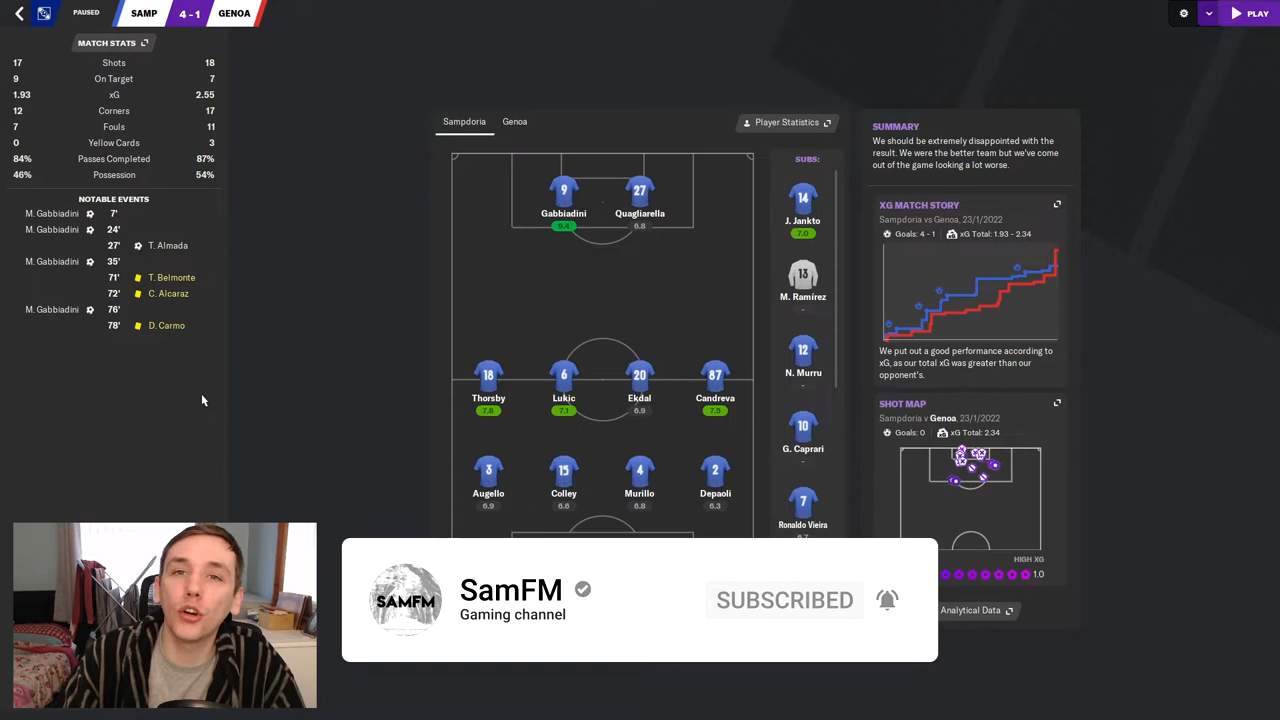 PAUSED
SAMP
4 - 1
GENOA
PLAY
MATCH STATS
17 Shots 18
9 On Target 7
1.93 xG 2.55
12 Corners 17
7 Fouls 11
0 Yellow Cards 3
84% Passes Completed 87%
46% Possession 54%
NOTABLE EVENTS
M. Gabbiadini 7'
M. Gabbiadini 24'
27' T. Almada
M. Gabbiadini 35'
71' T. Belmonte
72' C. Alcaraz
M. Gabbiadini 76'
78' D. Carmo
Sampdoria Genoa
Player Statistics
9 27
Gabbiadini Quagliarella
9.4 6.8
18 6 20 87
Thorsby Lukic Ekdal Candreva
7.8 7.1 6.9 7.3
3 15 4 2
Augello Colley Murillo Depaoli
6.9 6.6 6.8 6.3
SUBS:
14
J. Jankto
7.0
13
M. Ramírez
-
12
N. Murru
-
10
G. Caprari
-
7
Ronaldo Vieira
6.7
SUMMARY
We should be extremely disappointed with the
result. We were the better team but we've come
out of the game looking a lot worse.
XG MATCH STORY
Sampdoria vs Genoa, 23/1/2022
Goals: 4 - 1 xG Total: 1.93 - 2.34
We put out a good performance according to
xG, as our total xG was greater than our
opponent's.
SHOT MAP
Sampdoria v Genoa, 23/1/2022
Goals: 0 xG Total: 2.34
HIGH XG
1.0
Analytical Data
SAMFM
SamFM
Gaming channel
SUBSCRIBED